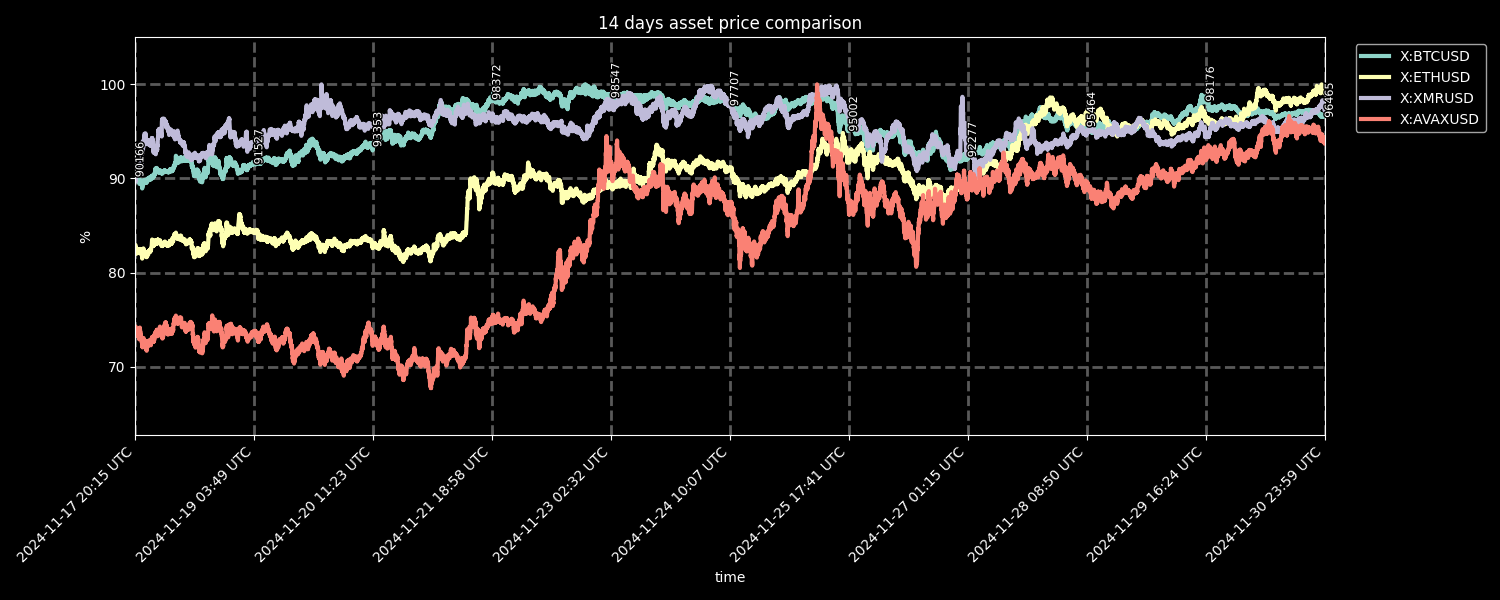 14 days asset price comparison
X:BTCUSD
X:ETHUSD
X:XMRUSD
X:AVAXUSD
100
90
80
70
%
90166
91527
93353
98372
98547
97707
95002
92277
95464
98176
96465
2024-11-17 20:15 UTC
2024-11-19 03:49 UTC
2024-11-20 11:23 UTC
2024-11-21 18:58 UTC
2024-11-23 02:32 UTC
2024-11-24 10:07 UTC
2024-11-25 17:41 UTC
2024-11-27 01:15 UTC
2024-11-28 08:50 UTC
2024-11-29 16:24 UTC
2024-11-30 23:59 UTC
time